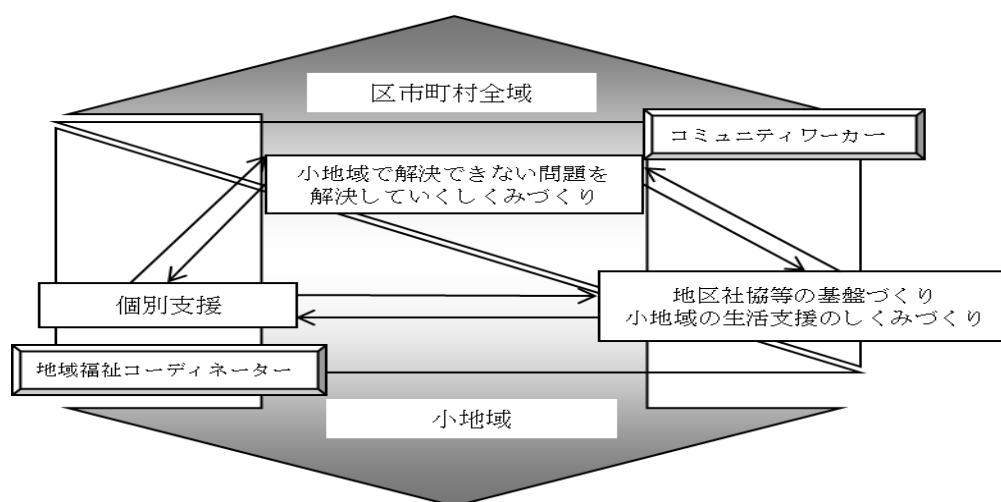 区市町村全域
コミュニティワーカー
小地域で解決できない問題を
解決していくしくみづくり
個別支援
地区社協等の基盤づくり
小地域の生活支援のしくみづくり
地域福祉コーディネーター
小地域